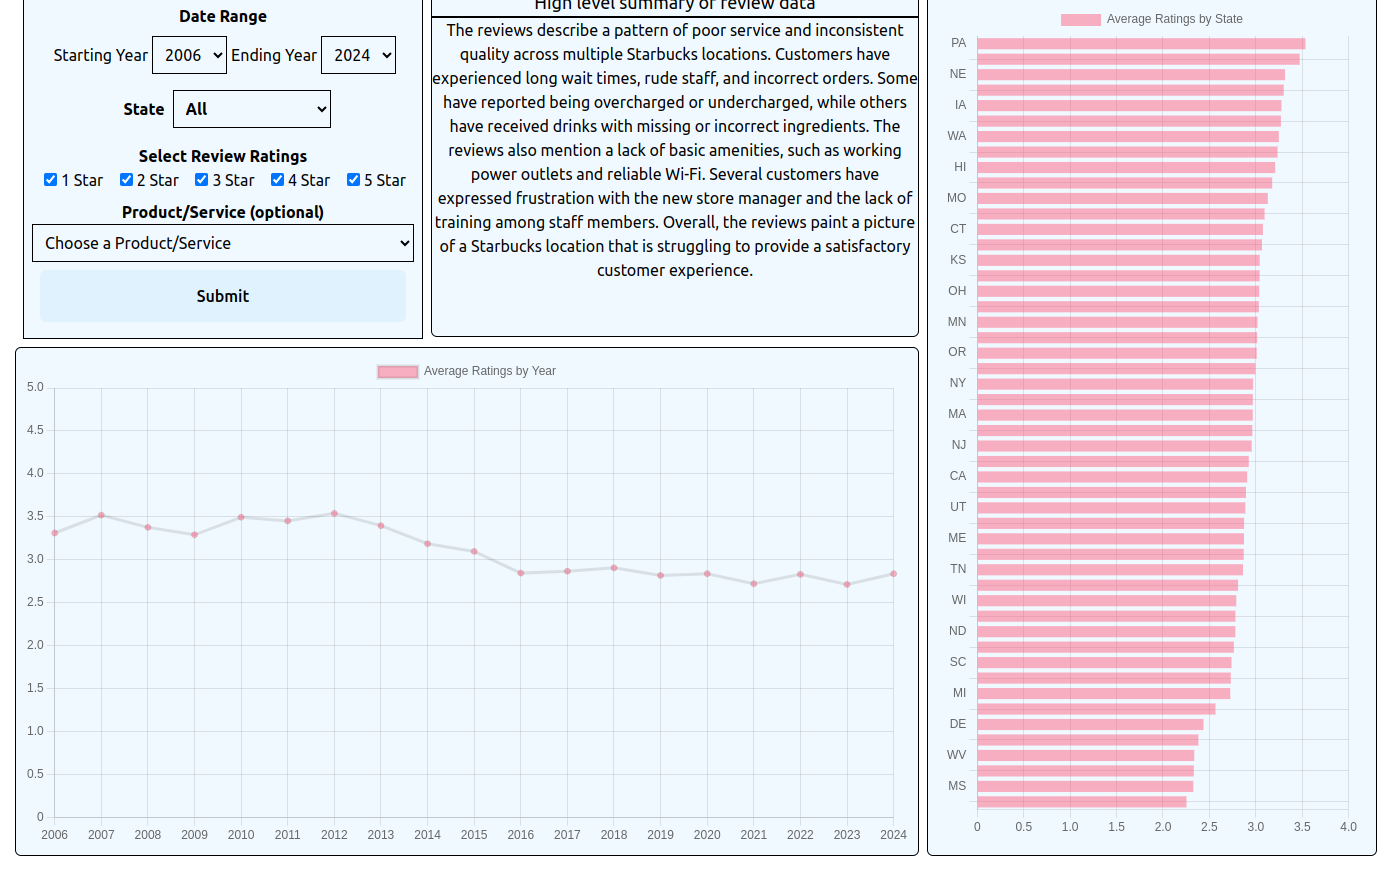 Date Range
Starting Year 2006 Ending Year 2024
State All
Select Review Ratings
1 Star 2 Star 3 Star 4 Star 5 Star
Product/Service (optional)
Choose a Product/Service
Submit
High level summary of review data
The reviews describe a pattern of poor service and inconsistent
quality across multiple Starbucks locations. Customers have
experienced long wait times, rude staff, and incorrect orders. Some
have reported being overcharged or undercharged, while others
have received drinks with missing or incorrect ingredients. The
reviews also mention a lack of basic amenities, such as working
power outlets and reliable Wi-Fi. Several customers have
expressed frustration with the new store manager and the lack of
training among staff members. Overall, the reviews paint a picture
of a Starbucks location that is struggling to provide a satisfactory
customer experience.
Average Ratings by Year
5.0
4.5
4.0
3.5
3.0
2.5
2.0
1.5
1.0
0.5
0
2006 2007 2008 2009 2010 2011 2012 2013 2014 2015 2016 2017 2018 2019 2020 2021 2022 2023 2024
Average Ratings by State
PA
NE
IA
WA
HI
MO
CT
KS
OH
MN
OR
NY
MA
NJ
CA
UT
ME
TN
WI
ND
SC
MI
DE
WV
MS
0 0.5 1.0 1.5 2.0 2.5 3.0 3.5 4.0